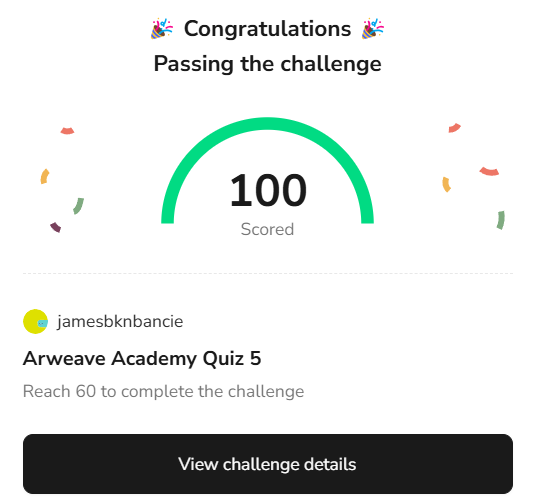 🎉 Congratulations 🎉
Passing the challenge
100
Scored
jamesbknbancie
Arweave Academy Quiz 5
Reach 60 to complete the challenge
View challenge details